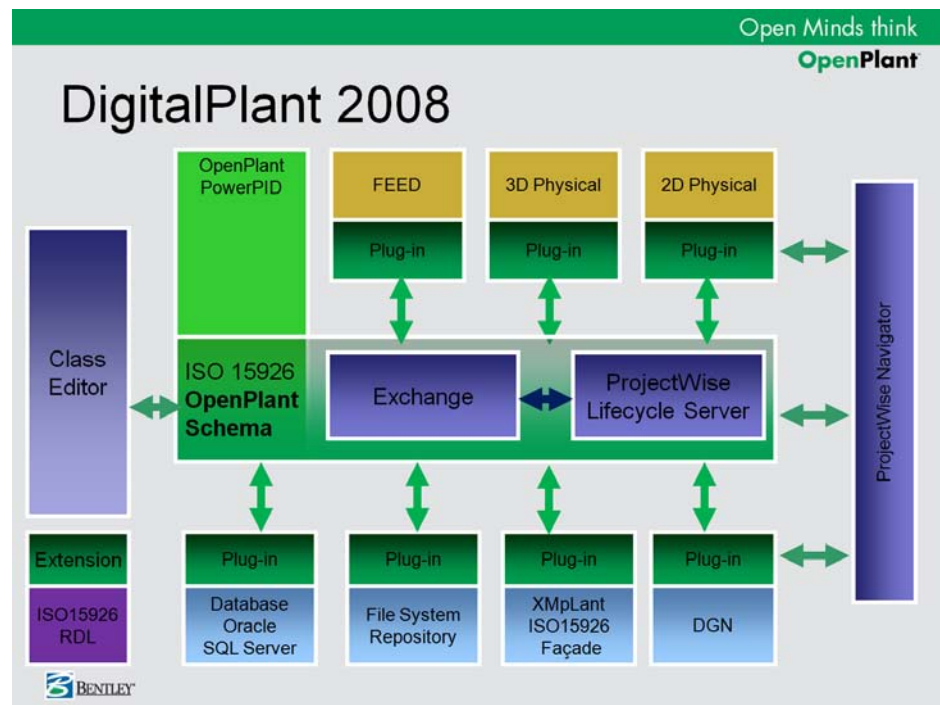 Open Minds think
OpenPlant
DigitalPlant 2008
OpenPlant
PowerPID
FEED
3D Physical
2D Physical
Plug-in
Plug-in
Plug-in
Class
Editor
ISO 15926
OpenPlant
Schema
Exchange
ProjectWise
Lifecycle Server
ProjectWise Navigator
Extension
Plug-in
Plug-in
Plug-in
Plug-in
ISO15926
RDL
Database
Oracle
SQL Server
File System
Repository
XMpLant
ISO15926
Façade
DGN
BENTLEY